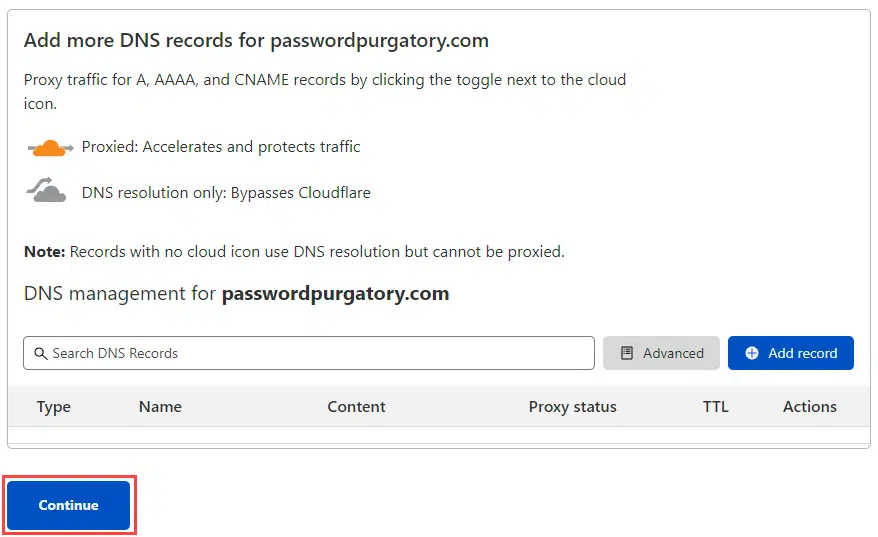 Add more DNS records for passwordpurgatory.com
Proxy traffic for A, AAAA, and CNAME records by clicking the toggle next to the cloud
icon.
Proxied: Accelerates and protects traffic
DNS resolution only: Bypasses Cloudflare
Note: Records with no cloud icon use DNS resolution but cannot be proxied.
DNS management for passwordpurgatory.com
Search DNS Records Advanced Add record
Type Name Content Proxy status TTL Actions
Continue